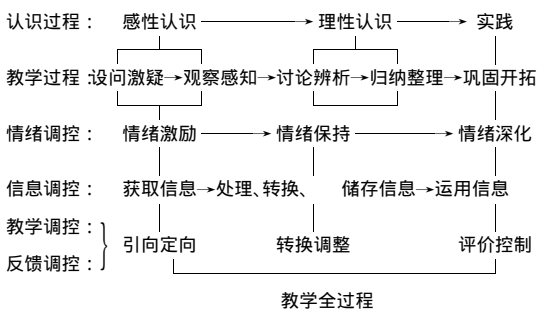 认识过程： 感性认识 理性认识 实践
教学过程：设问激疑→观察感知→讨论辨析→归纳整理→巩固开拓
情绪调控： 情绪激励 情绪保持 情绪深化
信息调控： 获取信息→处理、转换、 储存信息→运用信息
教学调控：
引向定向 转换调整 评价控制
反馈调控：
教学全过程